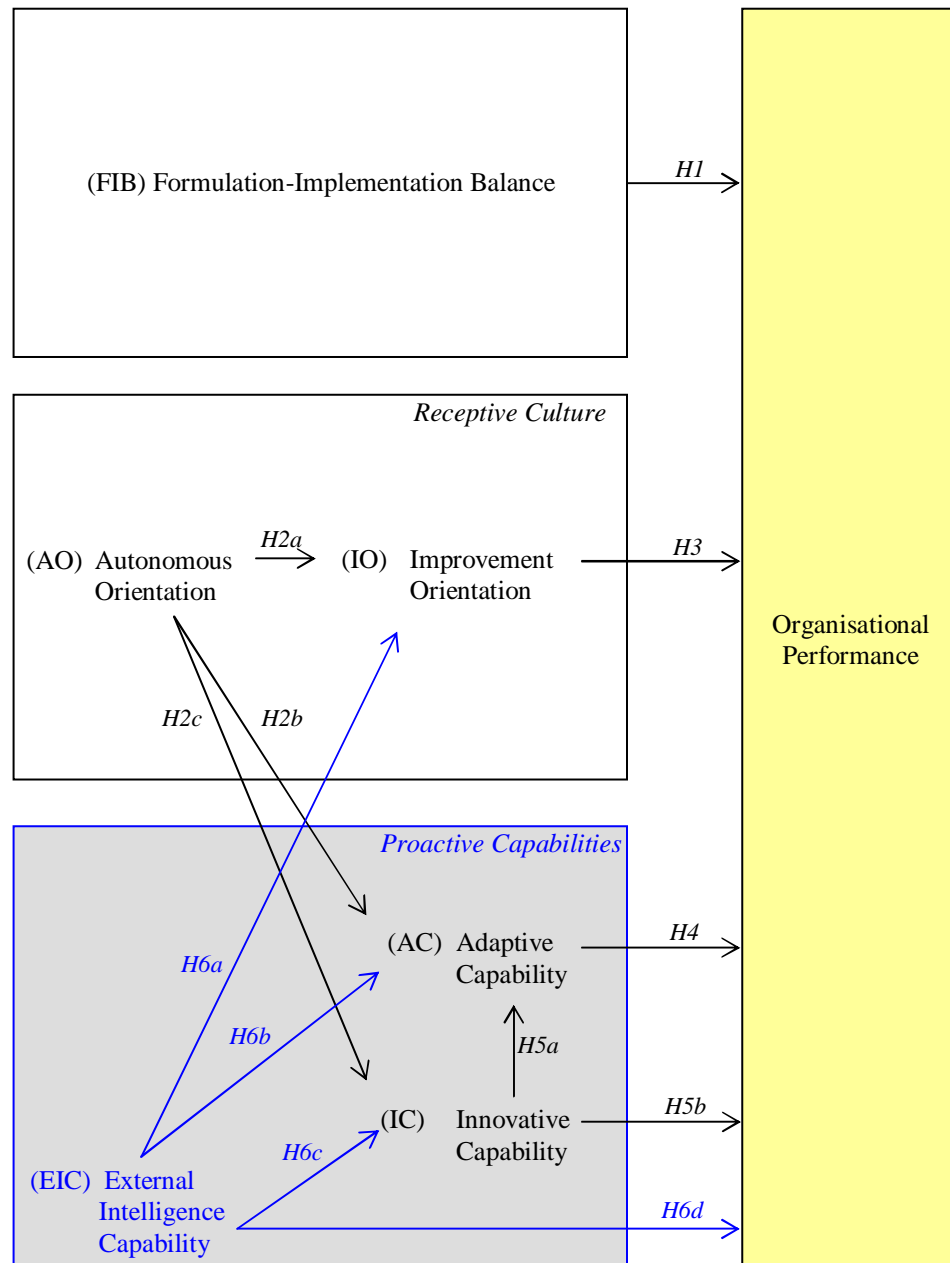 (FIB) Formulation-Implementation Balance
H1
Receptive Culture
(AO) Autonomous
Orientation
H2a
(IO) Improvement
Orientation
H3
Organisational
Performance
H2c
H2b
Proactive Capabilities
H6a
(AC) Adaptive
Capability
H4
H6b
H5a
(IC) Innovative
Capability
H5b
H6c
(EIC) External
Intelligence
Capability
H6d